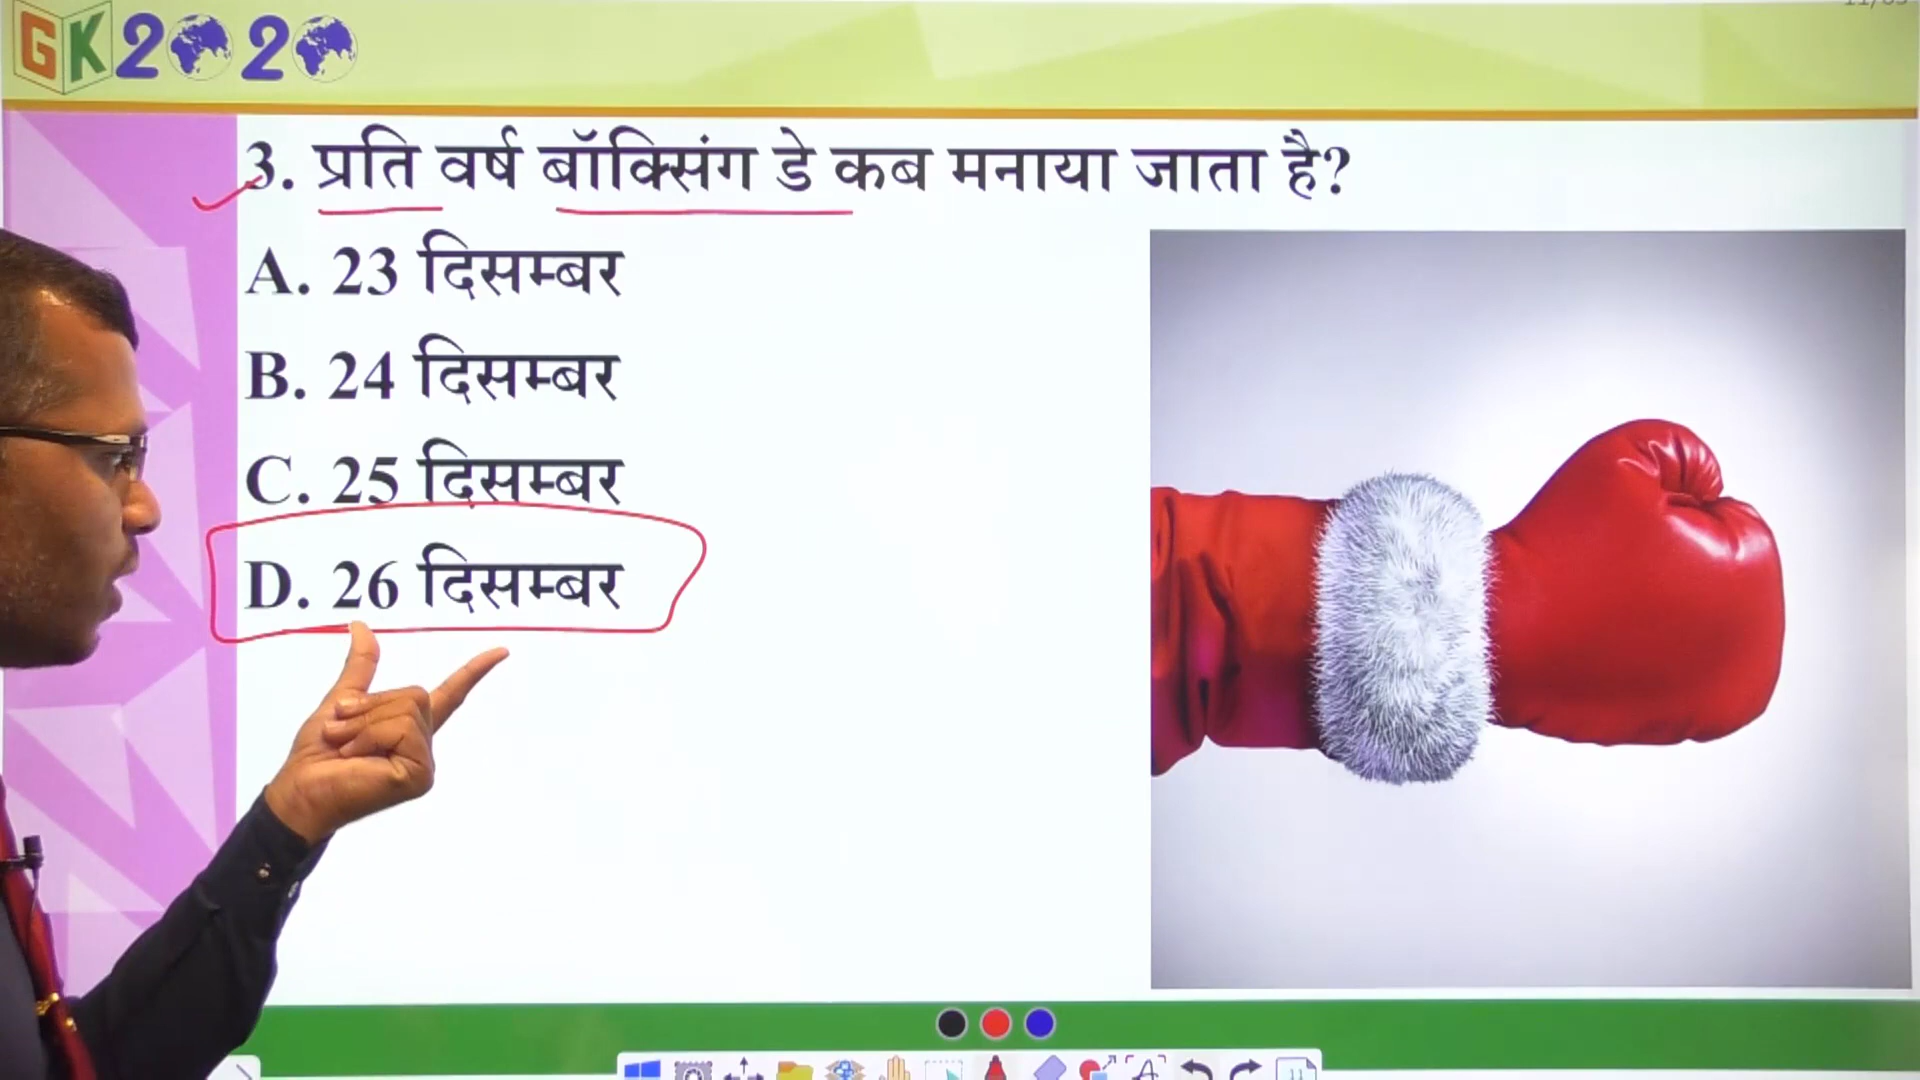 GK2020
3. प्रति वर्ष बॉक्सिंग डे कब मनाया जाता है?
A. 23 दिसम्बर
B. 24 दिसम्बर
C. 25 दिसम्बर
D. 26 दिसम्बर